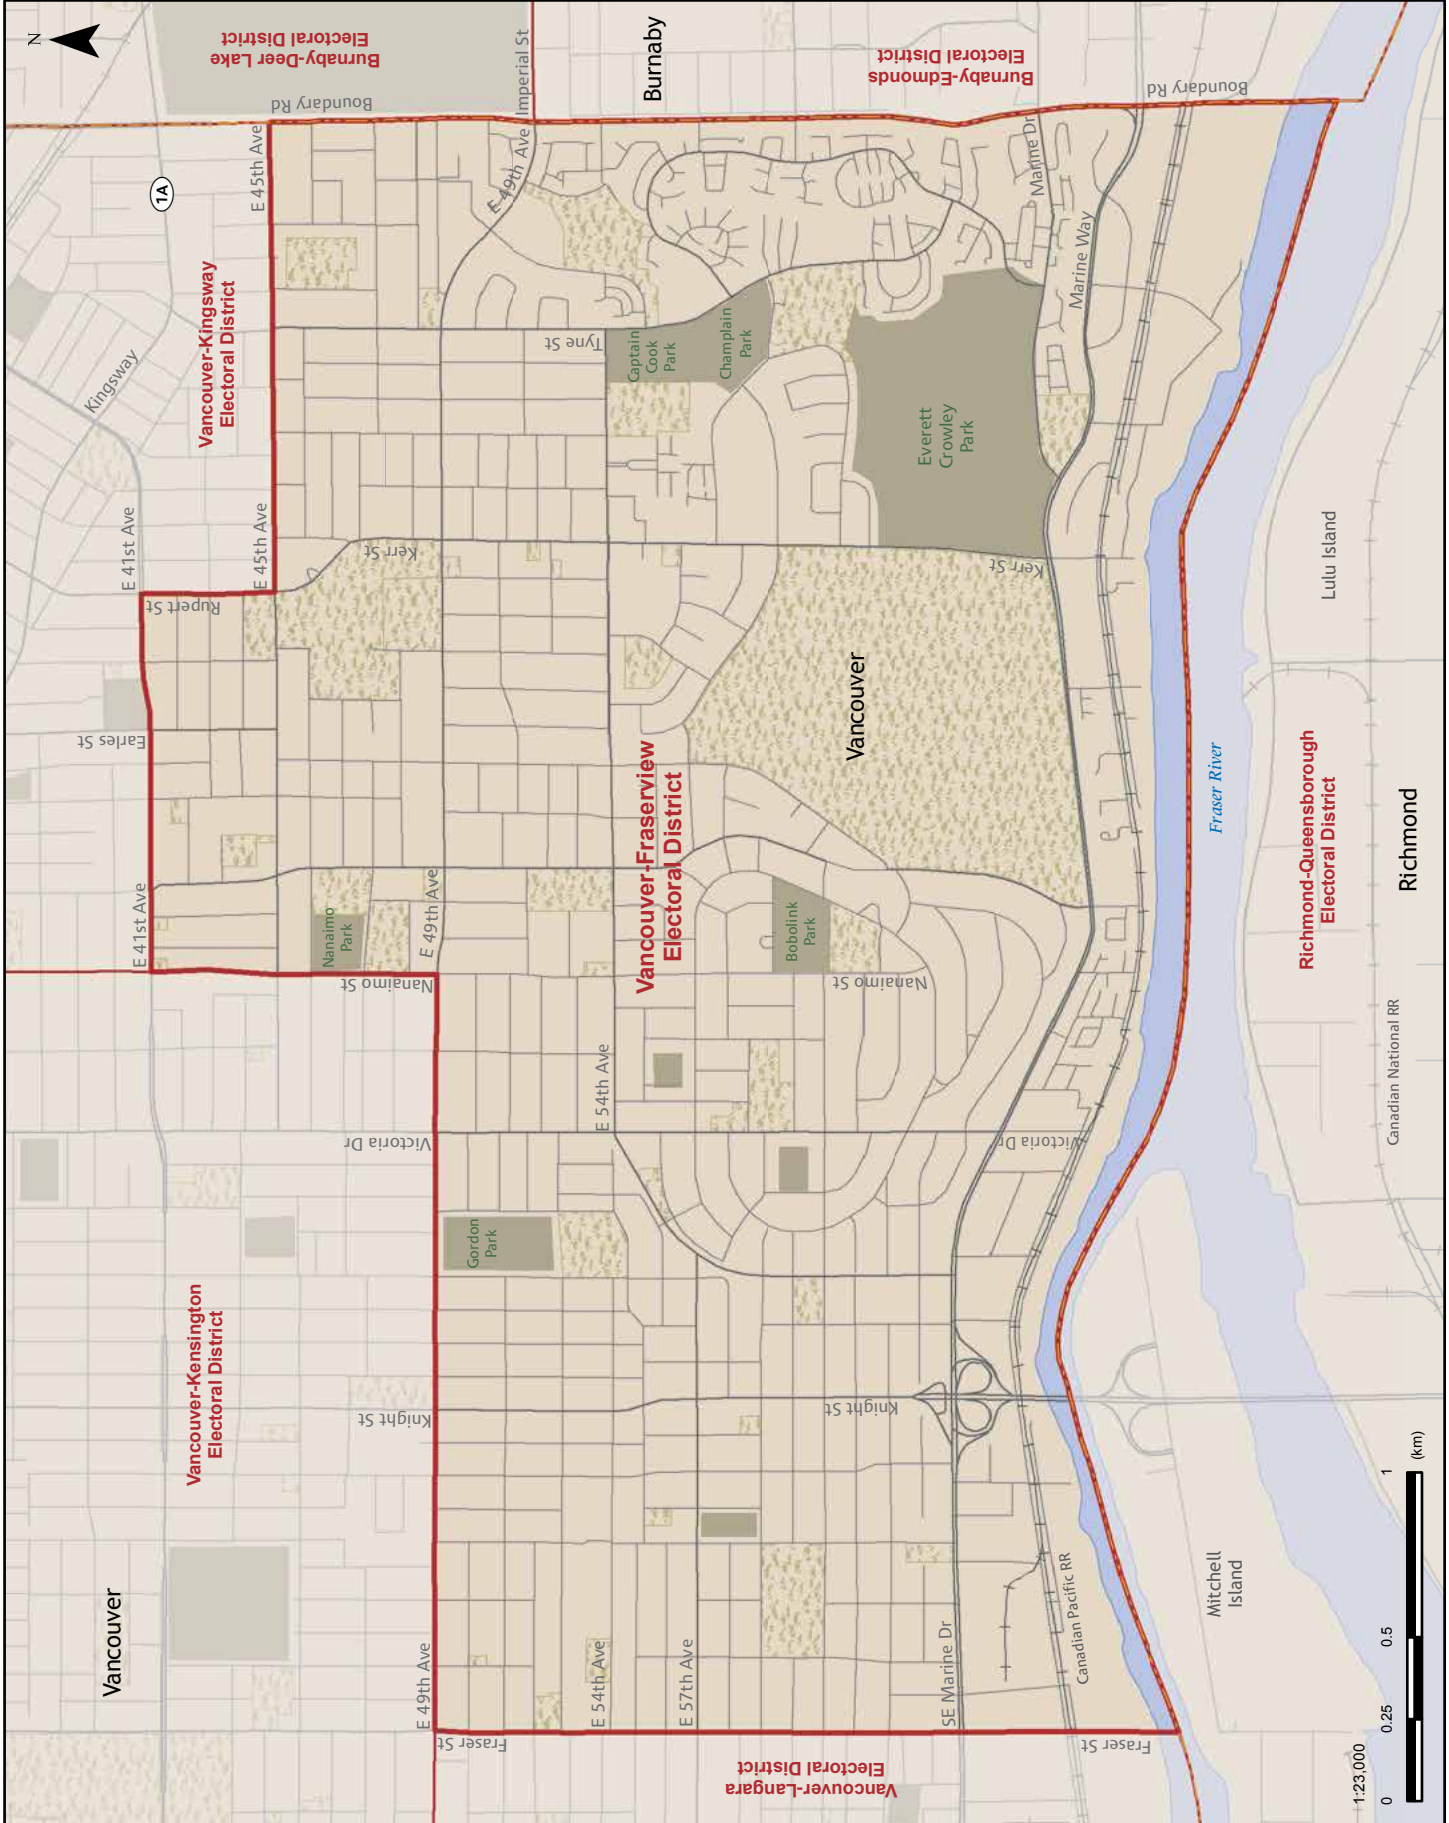 N
Burnaby-Deer Lake
Electoral District
Burnaby
Burnaby-Edmonds
Electoral District
Boundary Rd
Imperial St
Boundary Rd
1A
E 45th Ave
E 49th Ave
Marine Dr
Marine Way
Kingsway
Vancouver-Kingsway
Electoral District
Tyne St
Captain
Cook
Park
Champlain
Park
Everett
Crowley
Park
E 41st Ave
E 45th Ave
Rupert St
Kerr St
Kerr St
Lulu Island
Earles St
Vancouver
Vancouver-Fraserview
Electoral District
Fraser River
Richmond-Queensborough
Electoral District
Richmond
E 41st Ave
Nanaimo
Park
E 49th Ave
Bobolink
Park
Nanaimo St
Nanaimo St
E 54th Ave
Canadian National RR
Victoria Dr
Victoria Dr
Victoria Dr
Gordon
Park
Vancouver-Kensington
Electoral District
Knight St
Knight St
Vancouver
E 49th Ave
E 54th Ave
E 57th Ave
SE Marine Dr
Canadian Pacific RR
Mitchell
Island
Fraser St
Fraser St
Vancouver-Langara
Electoral District
1:23,000
0
0.25
0.5
1
(km)